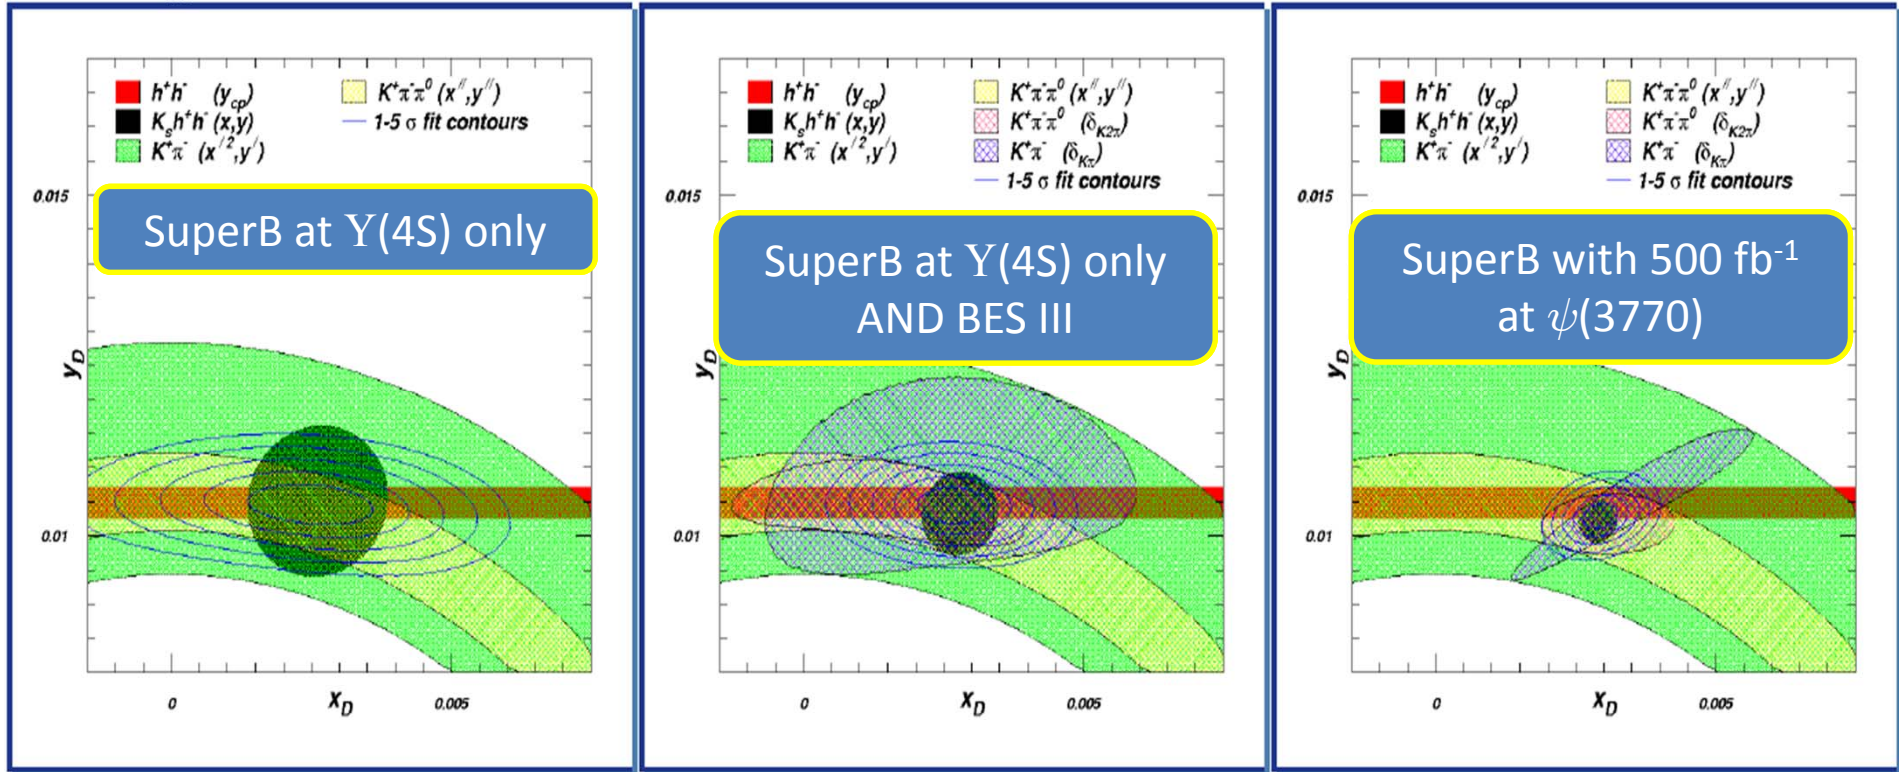 h⁺h⁻ (y_cp)
K_s h⁺h⁻ (x,y)
K⁺π⁻ (x′²,y′)
K⁺π⁻π⁰ (x″,y″)
1-5 σ fit contours
SuperB at Υ(4S) only
0.015
0.01
y_D
0
0.005
x_D
h⁺h⁻ (y_cp)
K_s h⁺h⁻ (x,y)
K⁺π⁻ (x′²,y′)
K⁺π⁻π⁰ (x″,y″)
K⁺π⁻π⁰ (δ_K2π)
K⁺π⁻ (δ_Kπ)
1-5 σ fit contours
SuperB at Υ(4S) only
AND BES III
0.015
0.01
y_D
0
0.005
x_D
h⁺h⁻ (y_cp)
K_s h⁺h⁻ (x,y)
K⁺π⁻ (x′²,y′)
K⁺π⁻π⁰ (x″,y″)
K⁺π⁻π⁰ (δ_K2π)
K⁺π⁻ (δ_Kπ)
1-5 σ fit contours
SuperB with 500 fb⁻¹
at ψ(3770)
0.015
0.01
y_D
0
0.005
x_D